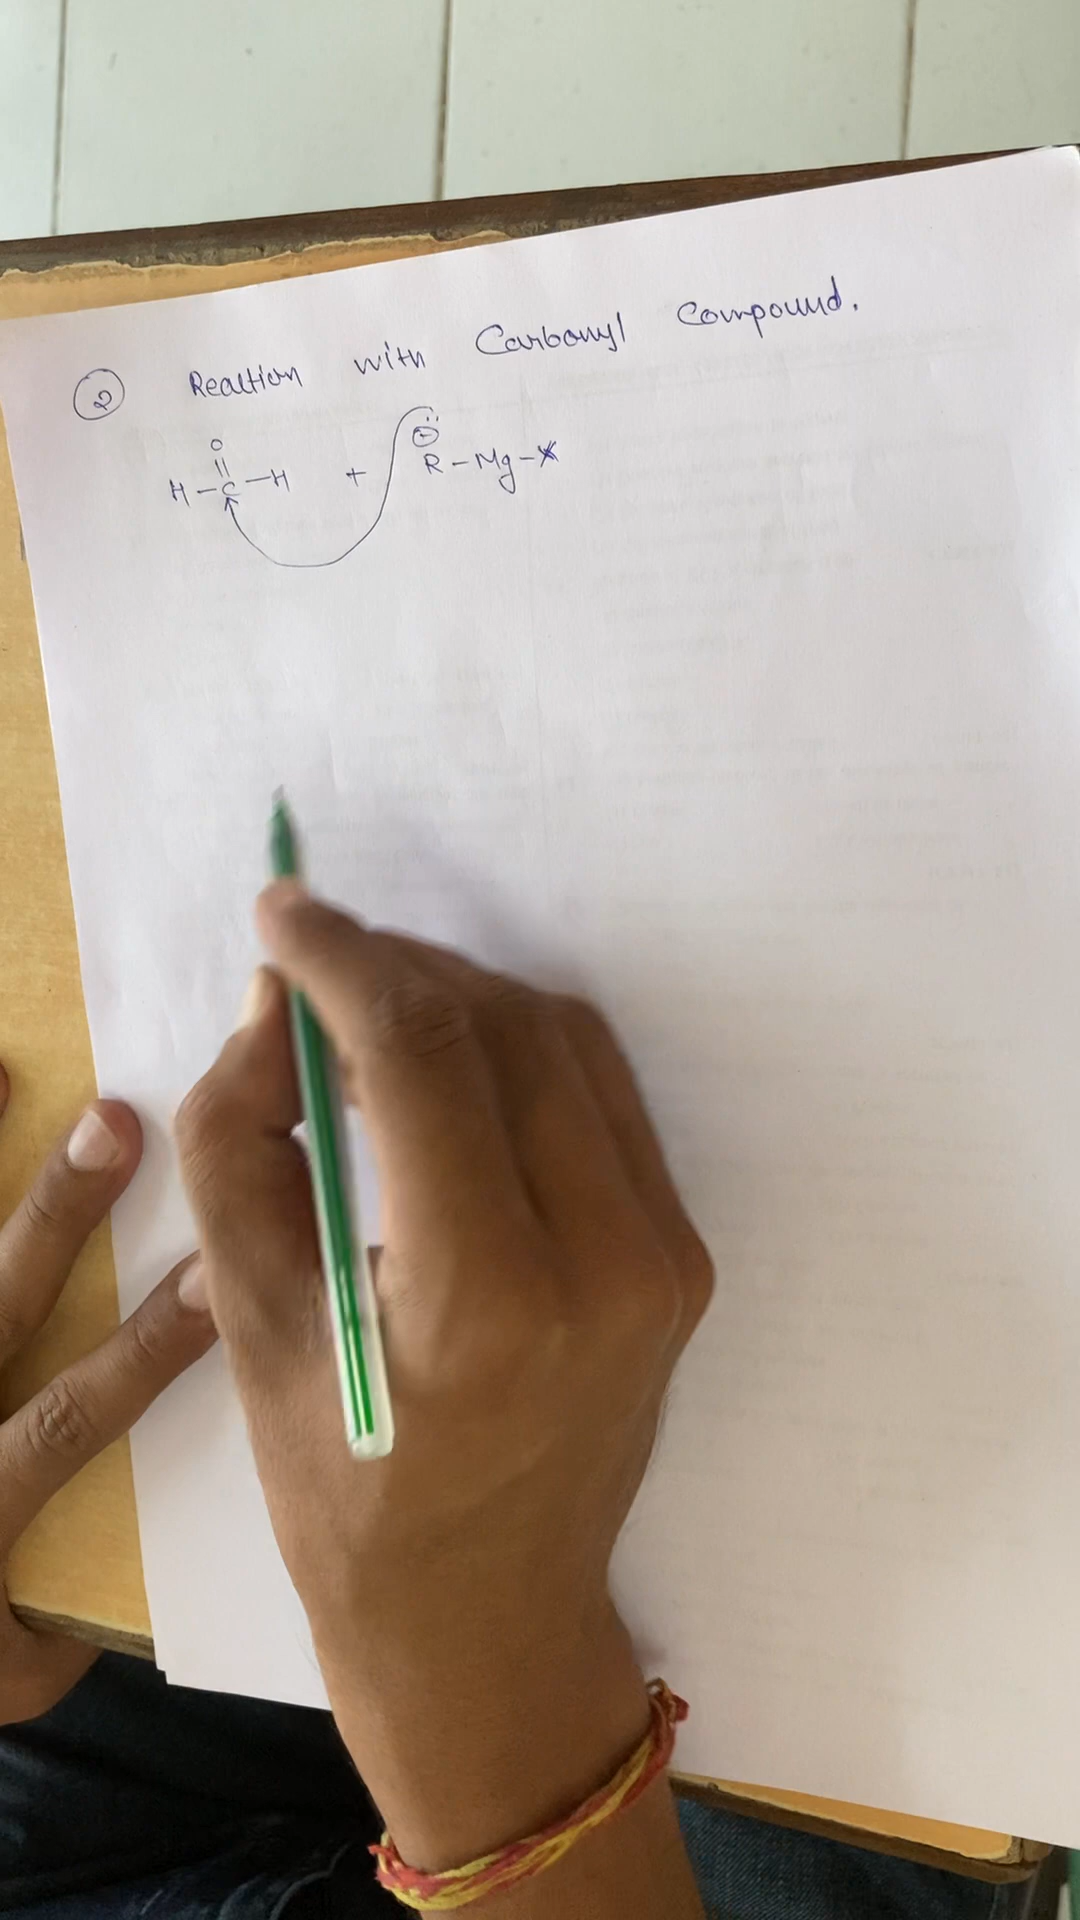 ② Reaction with Carbonyl Compound.
O ⊖
|| ··
H-C-H + R-Mg-X